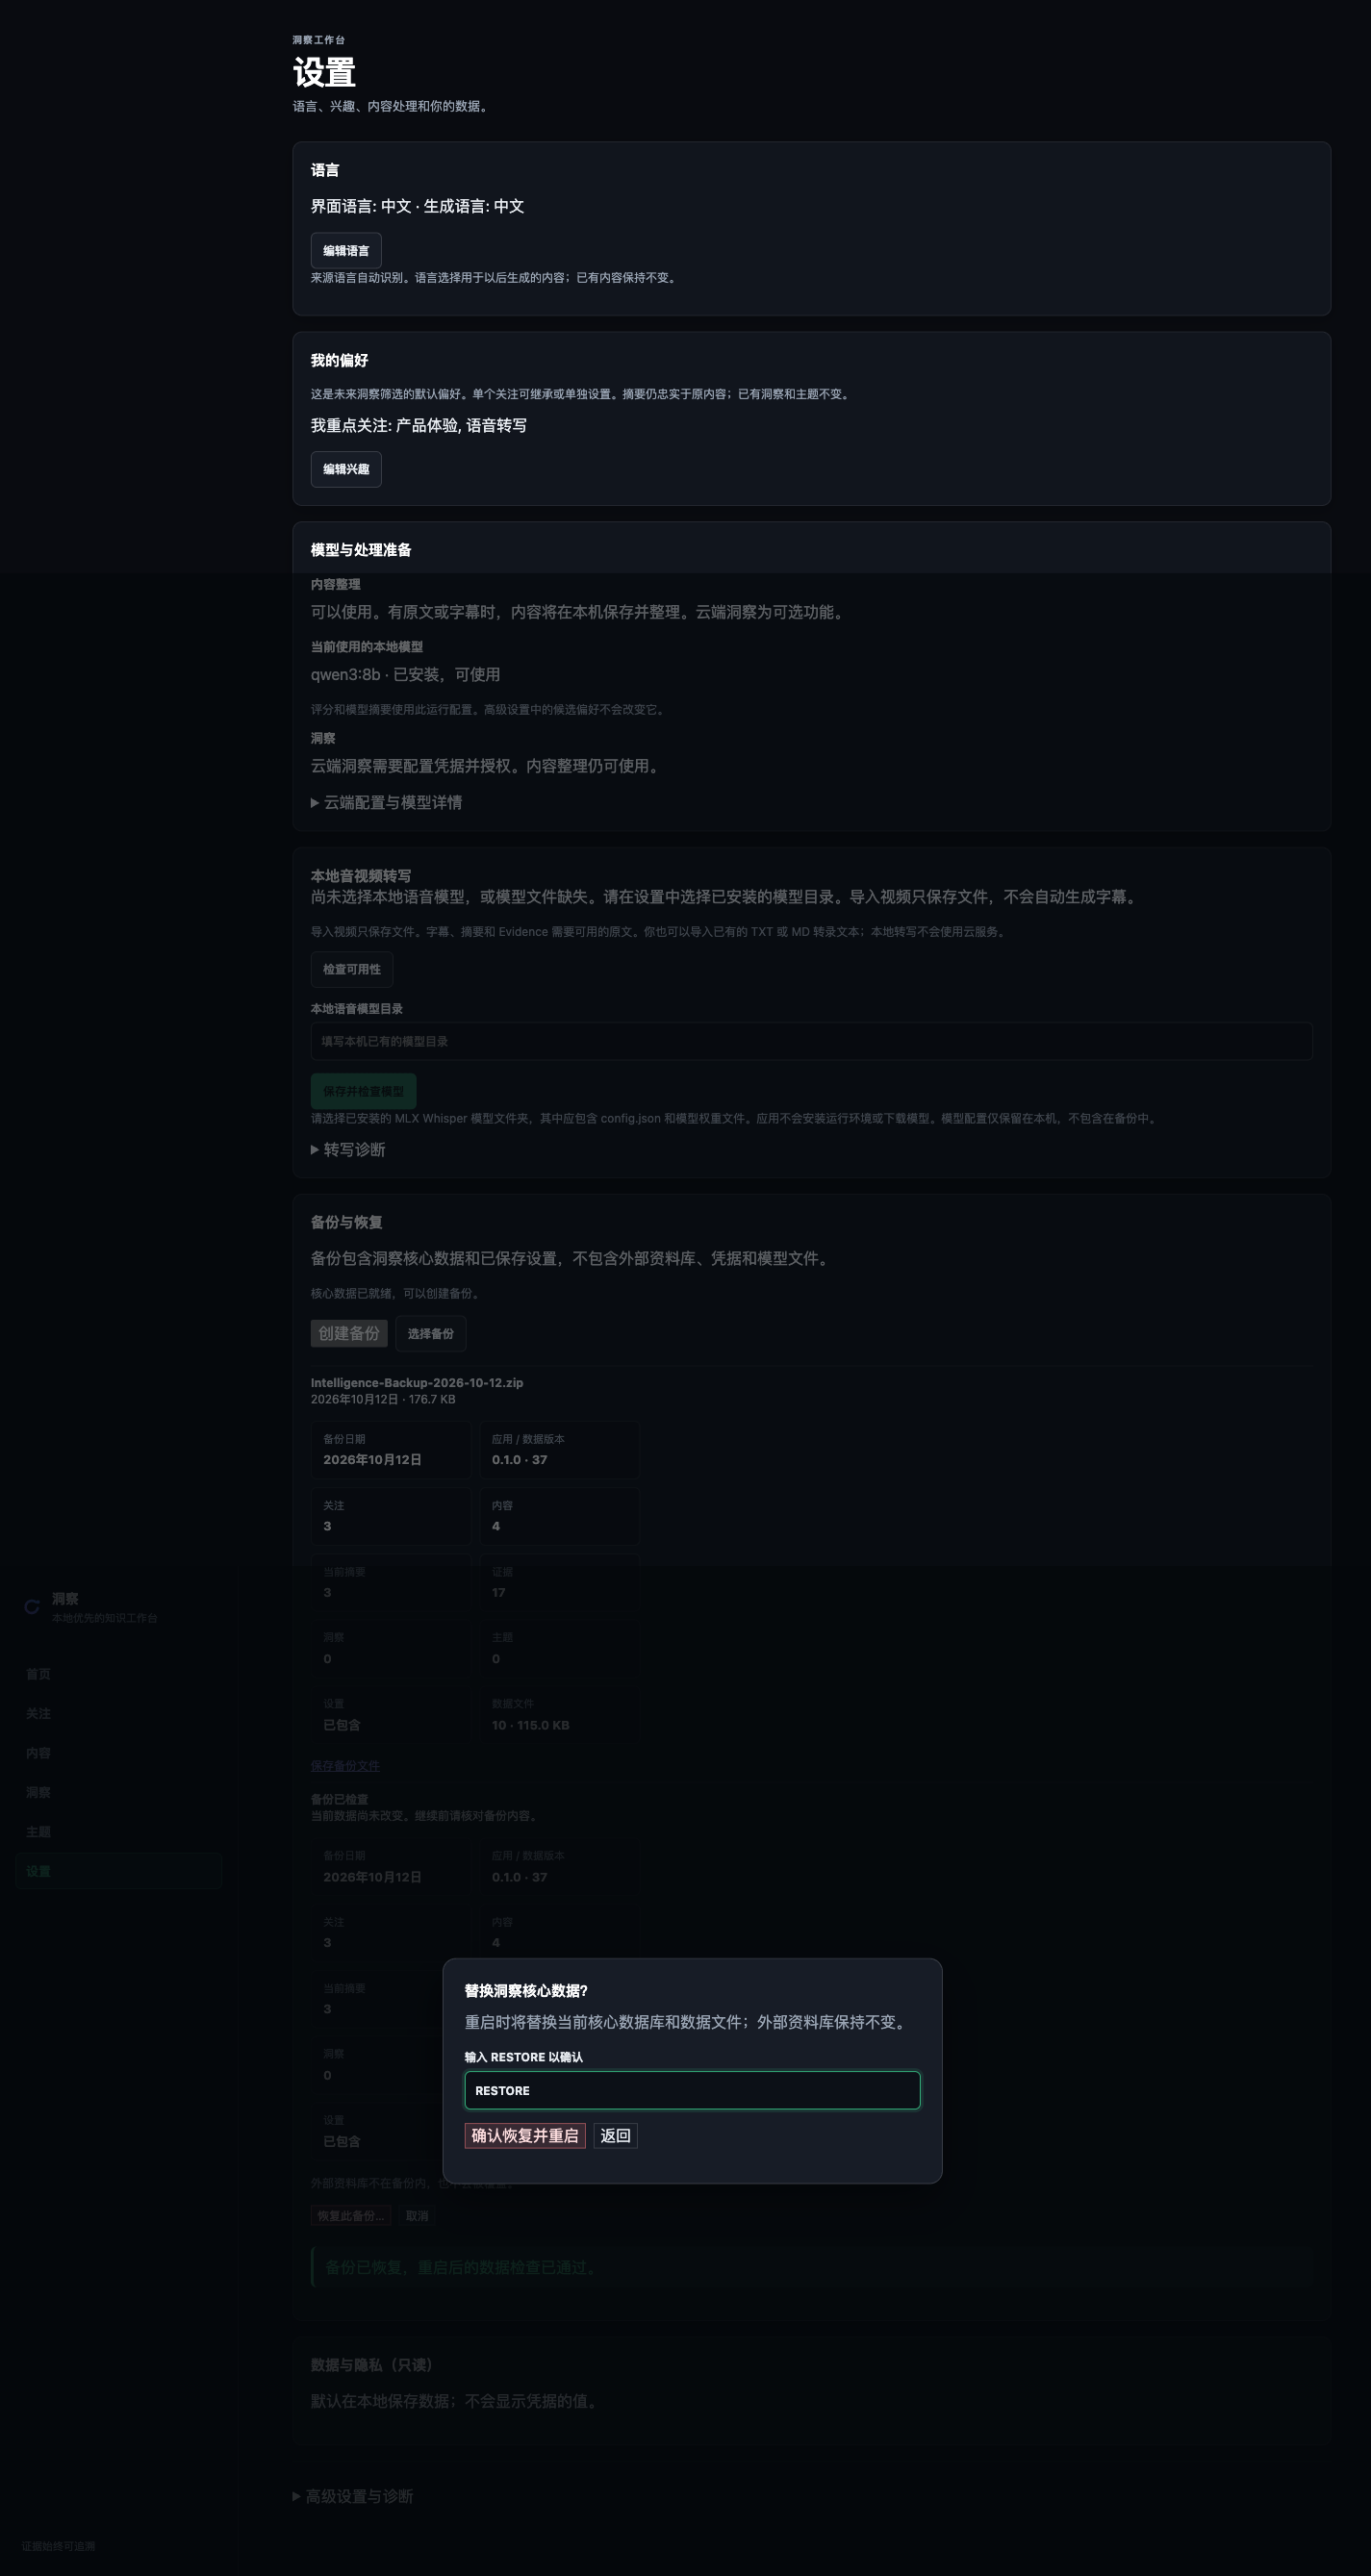 洞察工作台
设置
语言、兴趣、内容处理和你的数据。
语言
界面语言: 中文 · 生成语言: 中文
编辑语言
来源语言自动识别。语言选择用于以后生成的内容；已有内容保持不变。
我的偏好
这是未来洞察筛选的默认偏好。单个关注可继承或单独设置。摘要仍忠实于原内容；已有洞察和主题不变。
我重点关注: 产品体验, 语音转写
编辑兴趣
模型与处理准备
内容整理
可以使用。有原文或字幕时，内容将在本机保存并整理。云端洞察为可选功能。
当前使用的本地模型
qwen3:8b · 已安装，可使用
评分和模型摘要使用此运行配置。高级设置中的候选偏好不会改变它。
洞察
云端洞察需要配置凭据并授权。内容整理仍可使用。
▶ 云端配置与模型详情
本地音视频转写
尚未选择本地语音模型，或模型文件缺失。请在设置中选择已安装的模型目录。导入视频只保存文件，不会自动生成字幕。
导入视频只保存文件。字幕、摘要和 Evidence 需要可用的原文。你也可以导入已有的 TXT 或 MD 转录文本；本地转写不会使用云服务。
检查可用性
本地语音模型目录
填写本机已有的模型目录
保存并检查模型
请选择已安装的 MLX Whisper 模型文件夹，其中应包含 config.json 和模型权重文件。应用不会安装运行环境或下载模型。模型配置仅保留在本机，不包含在备份中。
▶ 转写诊断
备份与恢复
备份包含洞察核心数据和已保存设置，不包含外部资料库、凭据和模型文件。
核心数据已就绪，可以创建备份。
创建备份 选择备份
Intelligence-Backup-2026-10-12.zip
2026年10月12日 · 176.7 KB
备份日期 应用 / 数据版本
2026年10月12日 0.1.0 · 37
关注 内容
3 4
当前摘要 证据
3 17
洞察 主题
0 0
设置 数据文件
已包含 10 · 115.0 KB
保存备份文件
备份已检查
当前数据尚未改变。继续前请核对备份内容。
备份日期 应用 / 数据版本
2026年10月12日 0.1.0 · 37
关注 内容
3 4
当前摘要
3
洞察
0
设置
已包含
外部资料库不在备份内，也
恢复此备份... 取消
备份已恢复，重启后的数据检查已通过。
数据与隐私（只读）
默认在本地保存数据；不会显示凭据的值。
▶ 高级设置与诊断
洞察
本地优先的知识工作台
首页
关注
内容
洞察
主题
设置
证据始终可追溯
替换洞察核心数据?
重启时将替换当前核心数据库和数据文件；外部资料库保持不变。
输入 RESTORE 以确认
RESTORE
确认恢复并重启 返回